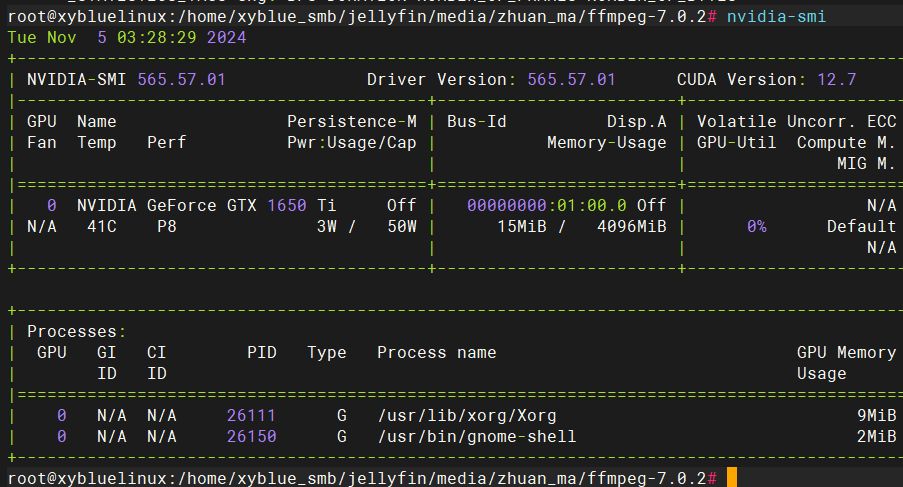 root@xybluelinux:/home/xyblue_smb/jellyfin/media/zhuan_ma/ffmpeg-7.0.2# nvidia-smi
Tue Nov  5 03:28:29 2024
+-----------------------------------------------------------------------------------------
| NVIDIA-SMI 565.57.01              Driver Version: 565.57.01      CUDA Version: 12.7
|-----------------------------------------+------------------------+----------------------
| GPU  Name                 Persistence-M | Bus-Id          Disp.A | Volatile Uncorr. ECC
| Fan  Temp   Perf          Pwr:Usage/Cap |           Memory-Usage | GPU-Util  Compute M.
|                                         |                        |               MIG M.
|=========================================+========================+======================
|   0  NVIDIA GeForce GTX 1650 Ti     Off |   00000000:01:00.0 Off |                  N/A
| N/A   41C    P8               3W /  50W |      15MiB /   4096MiB |      0%      Default
|                                         |                        |                  N/A
+-----------------------------------------+------------------------+----------------------
+-----------------------------------------------------------------------------------------
| Processes:
|  GPU   GI   CI        PID   Type   Process name                              GPU Memory
|        ID   ID                                                               Usage
|=========================================================================================
|    0   N/A  N/A     26111      G   /usr/lib/xorg/Xorg                              9MiB
|    0   N/A  N/A     26150      G   /usr/bin/gnome-shell                            2MiB
+-----------------------------------------------------------------------------------------
root@xybluelinux:/home/xyblue_smb/jellyfin/media/zhuan_ma/ffmpeg-7.0.2#